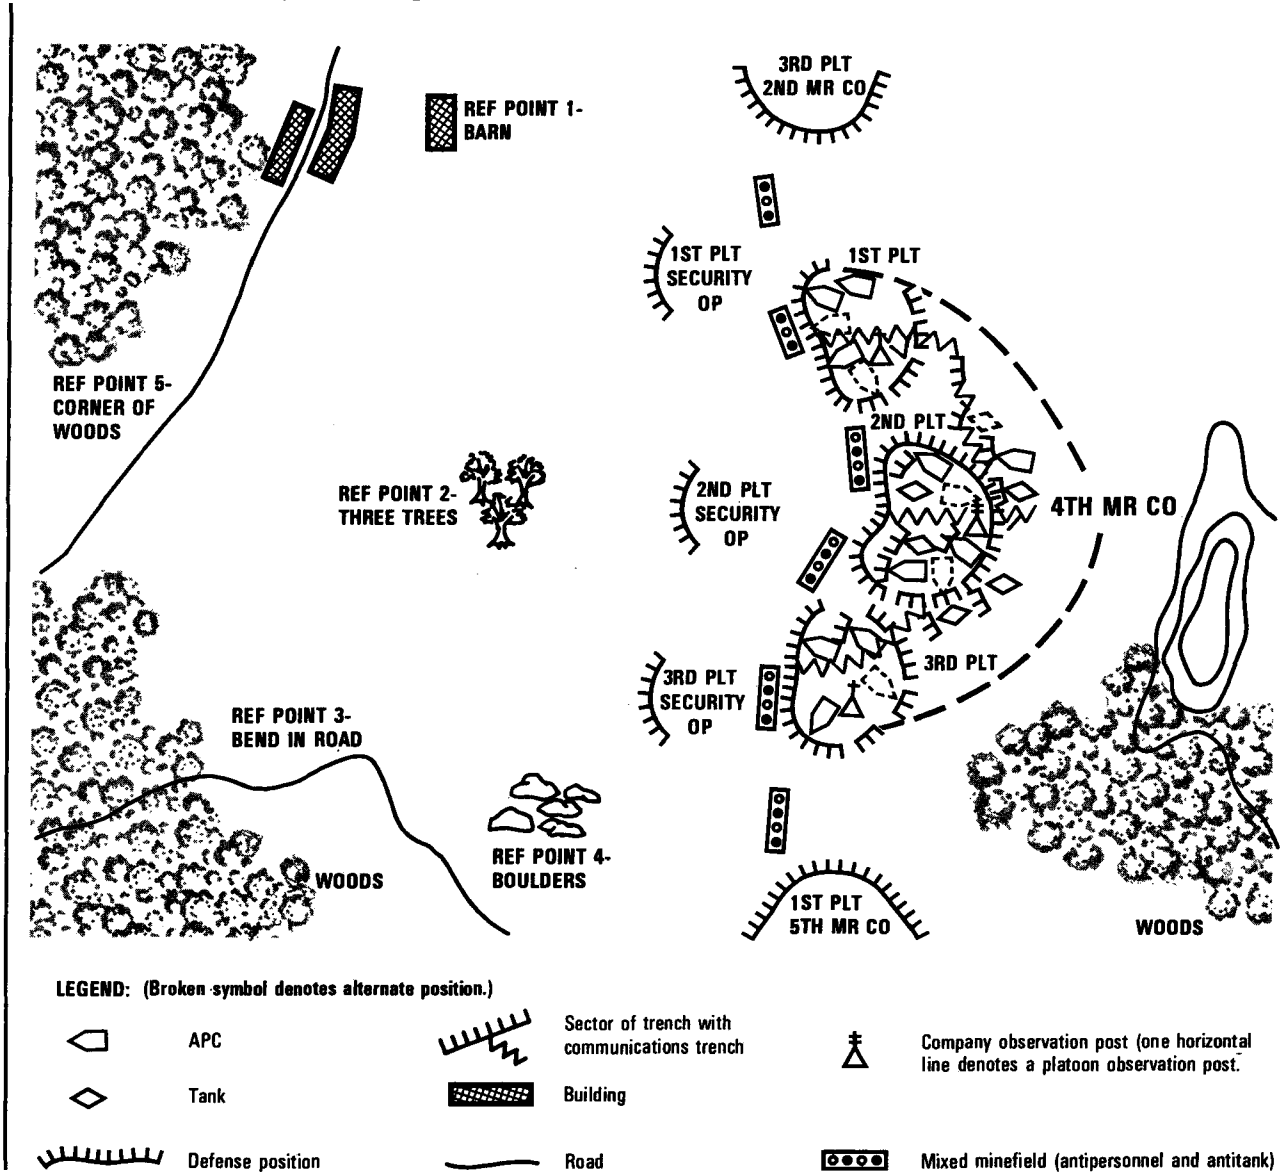 3RD PLT
2ND MR CO
REF POINT 1-
BARN
1ST PLT
SECURITY
OP
1ST PLT
REF POINT 5-
CORNER OF
WOODS
2ND PLT
REF POINT 2-
THREE TREES
2ND PLT
SECURITY
OP
4TH MR CO
3RD PLT
3RD PLT
SECURITY
OP
REF POINT 3-
BEND IN ROAD
REF POINT 4-
BOULDERS
WOODS
1ST PLT
5TH MR CO
WOODS
LEGEND: (Broken symbol denotes alternate position.)
APC
Sector of trench with
communications trench
Company observation post (one horizontal
line denotes a platoon observation post.
Tank
Building
Defense position
Road
Mixed minefield (antipersonnel and antitank)